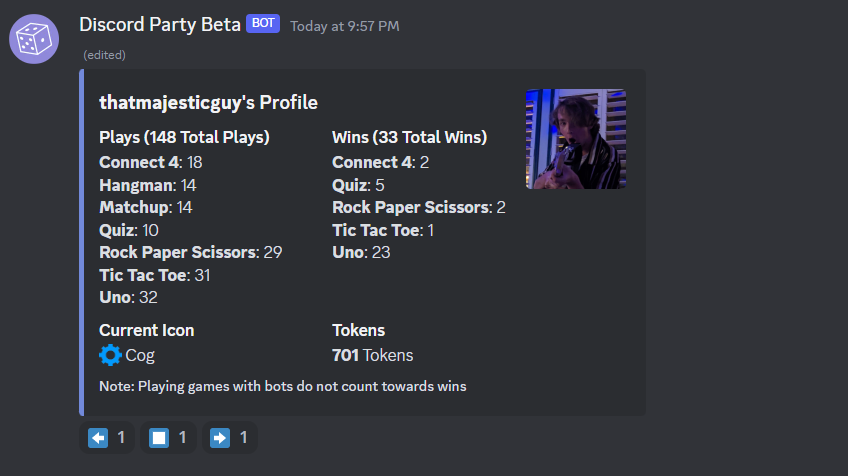 Discord Party Beta BOT Today at 9:57 PM
(edited)
thatmajesticguy's Profile
Plays (148 Total Plays)
Connect 4: 18
Hangman: 14
Matchup: 14
Quiz: 10
Rock Paper Scissors: 29
Tic Tac Toe: 31
Uno: 32
Wins (33 Total Wins)
Connect 4: 2
Quiz: 5
Rock Paper Scissors: 2
Tic Tac Toe: 1
Uno: 23
Current Icon
Cog
Tokens
701 Tokens
Note: Playing games with bots do not count towards wins
1 1 1